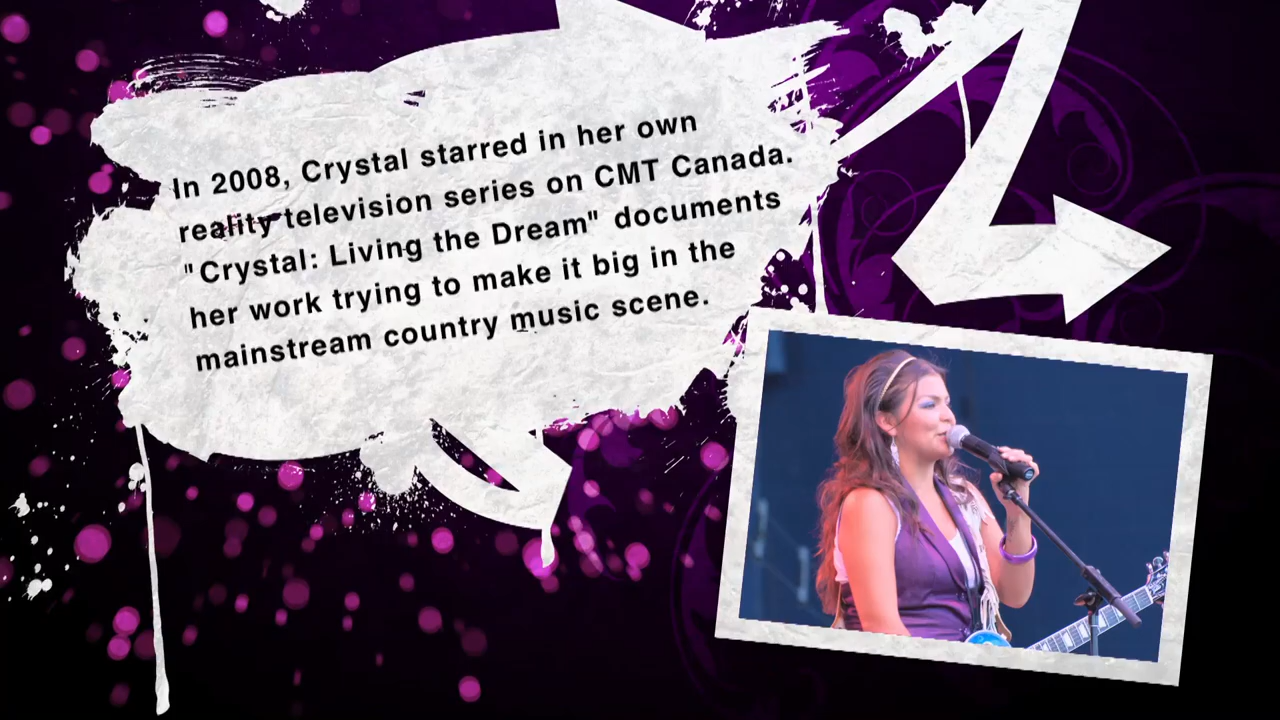 In 2008, Crystal starred in her own
reality television series on CMT Canada.
"Crystal: Living the Dream" documents
her work trying to make it big in the
mainstream country music scene.